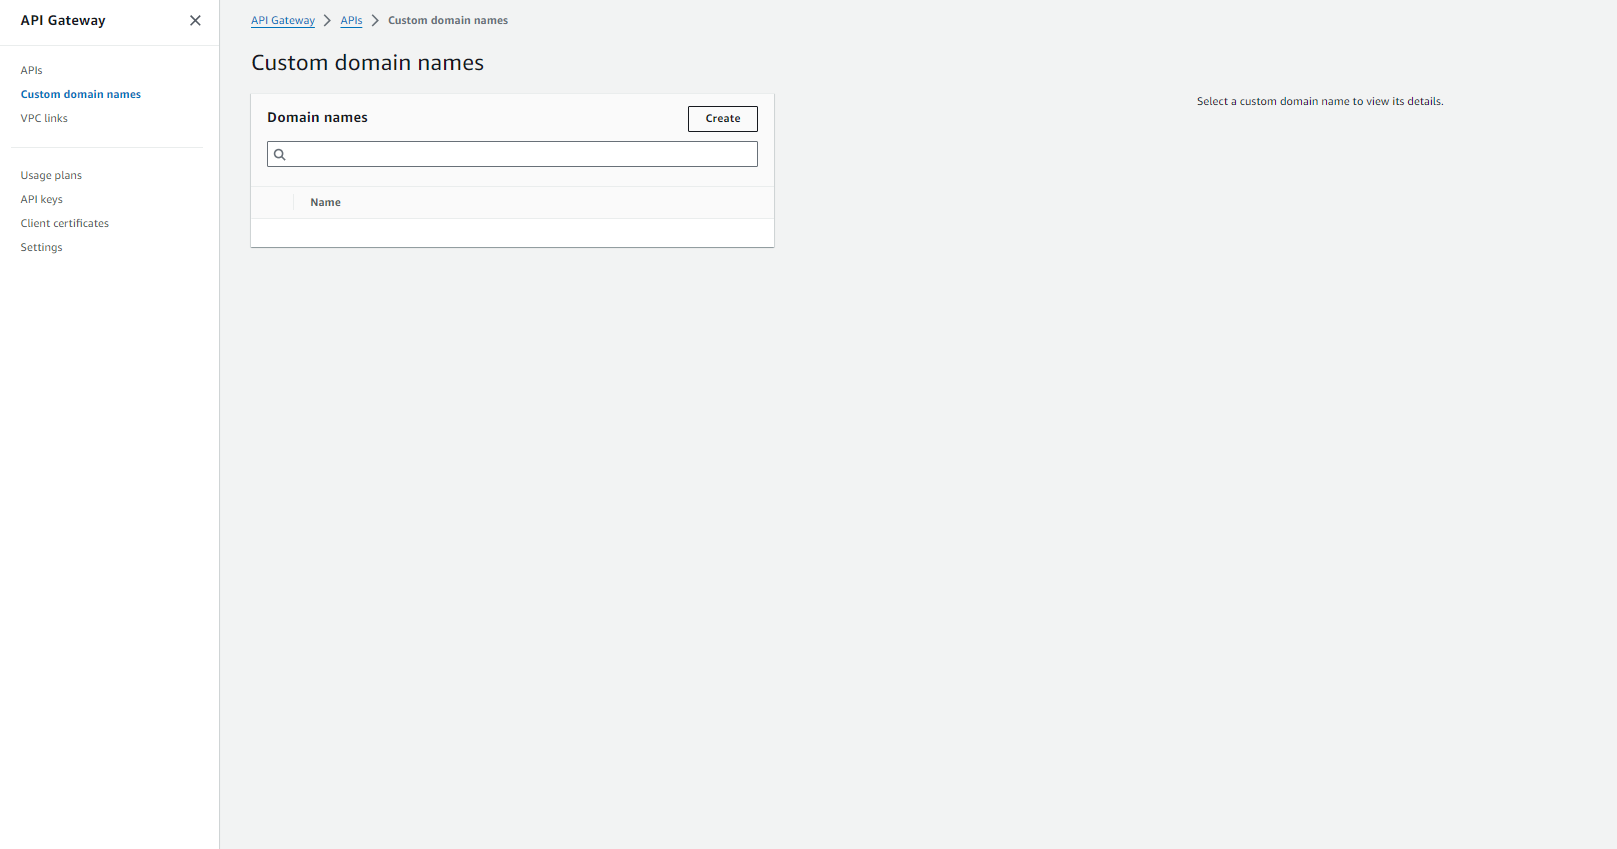 API Gateway
APIs
Custom domain names
VPC links
Usage plans
API keys
Client certificates
Settings
API Gateway > APIs > Custom domain names
Custom domain names
Domain names
Create
Name
Select a custom domain name to view its details.